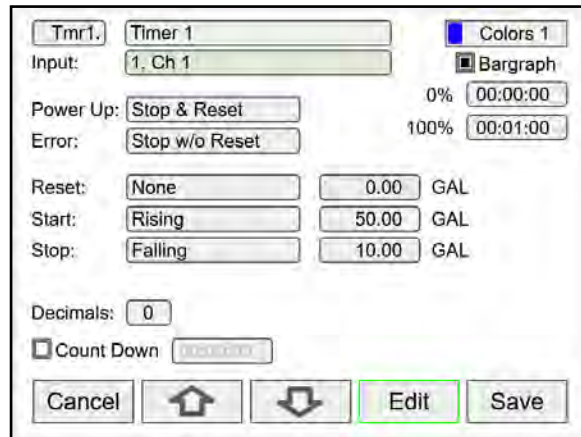 Tmr1. Timer 1 Colors 1
Input: 1, Ch 1 Bargraph
0% 00:00:00
Power Up: Stop & Reset
100% 00:01:00
Error: Stop w/o Reset
Reset: None 0.00 GAL
Start: Rising 50.00 GAL
Stop: Falling 10.00 GAL
Decimals: 0
Count Down
Cancel Edit Save